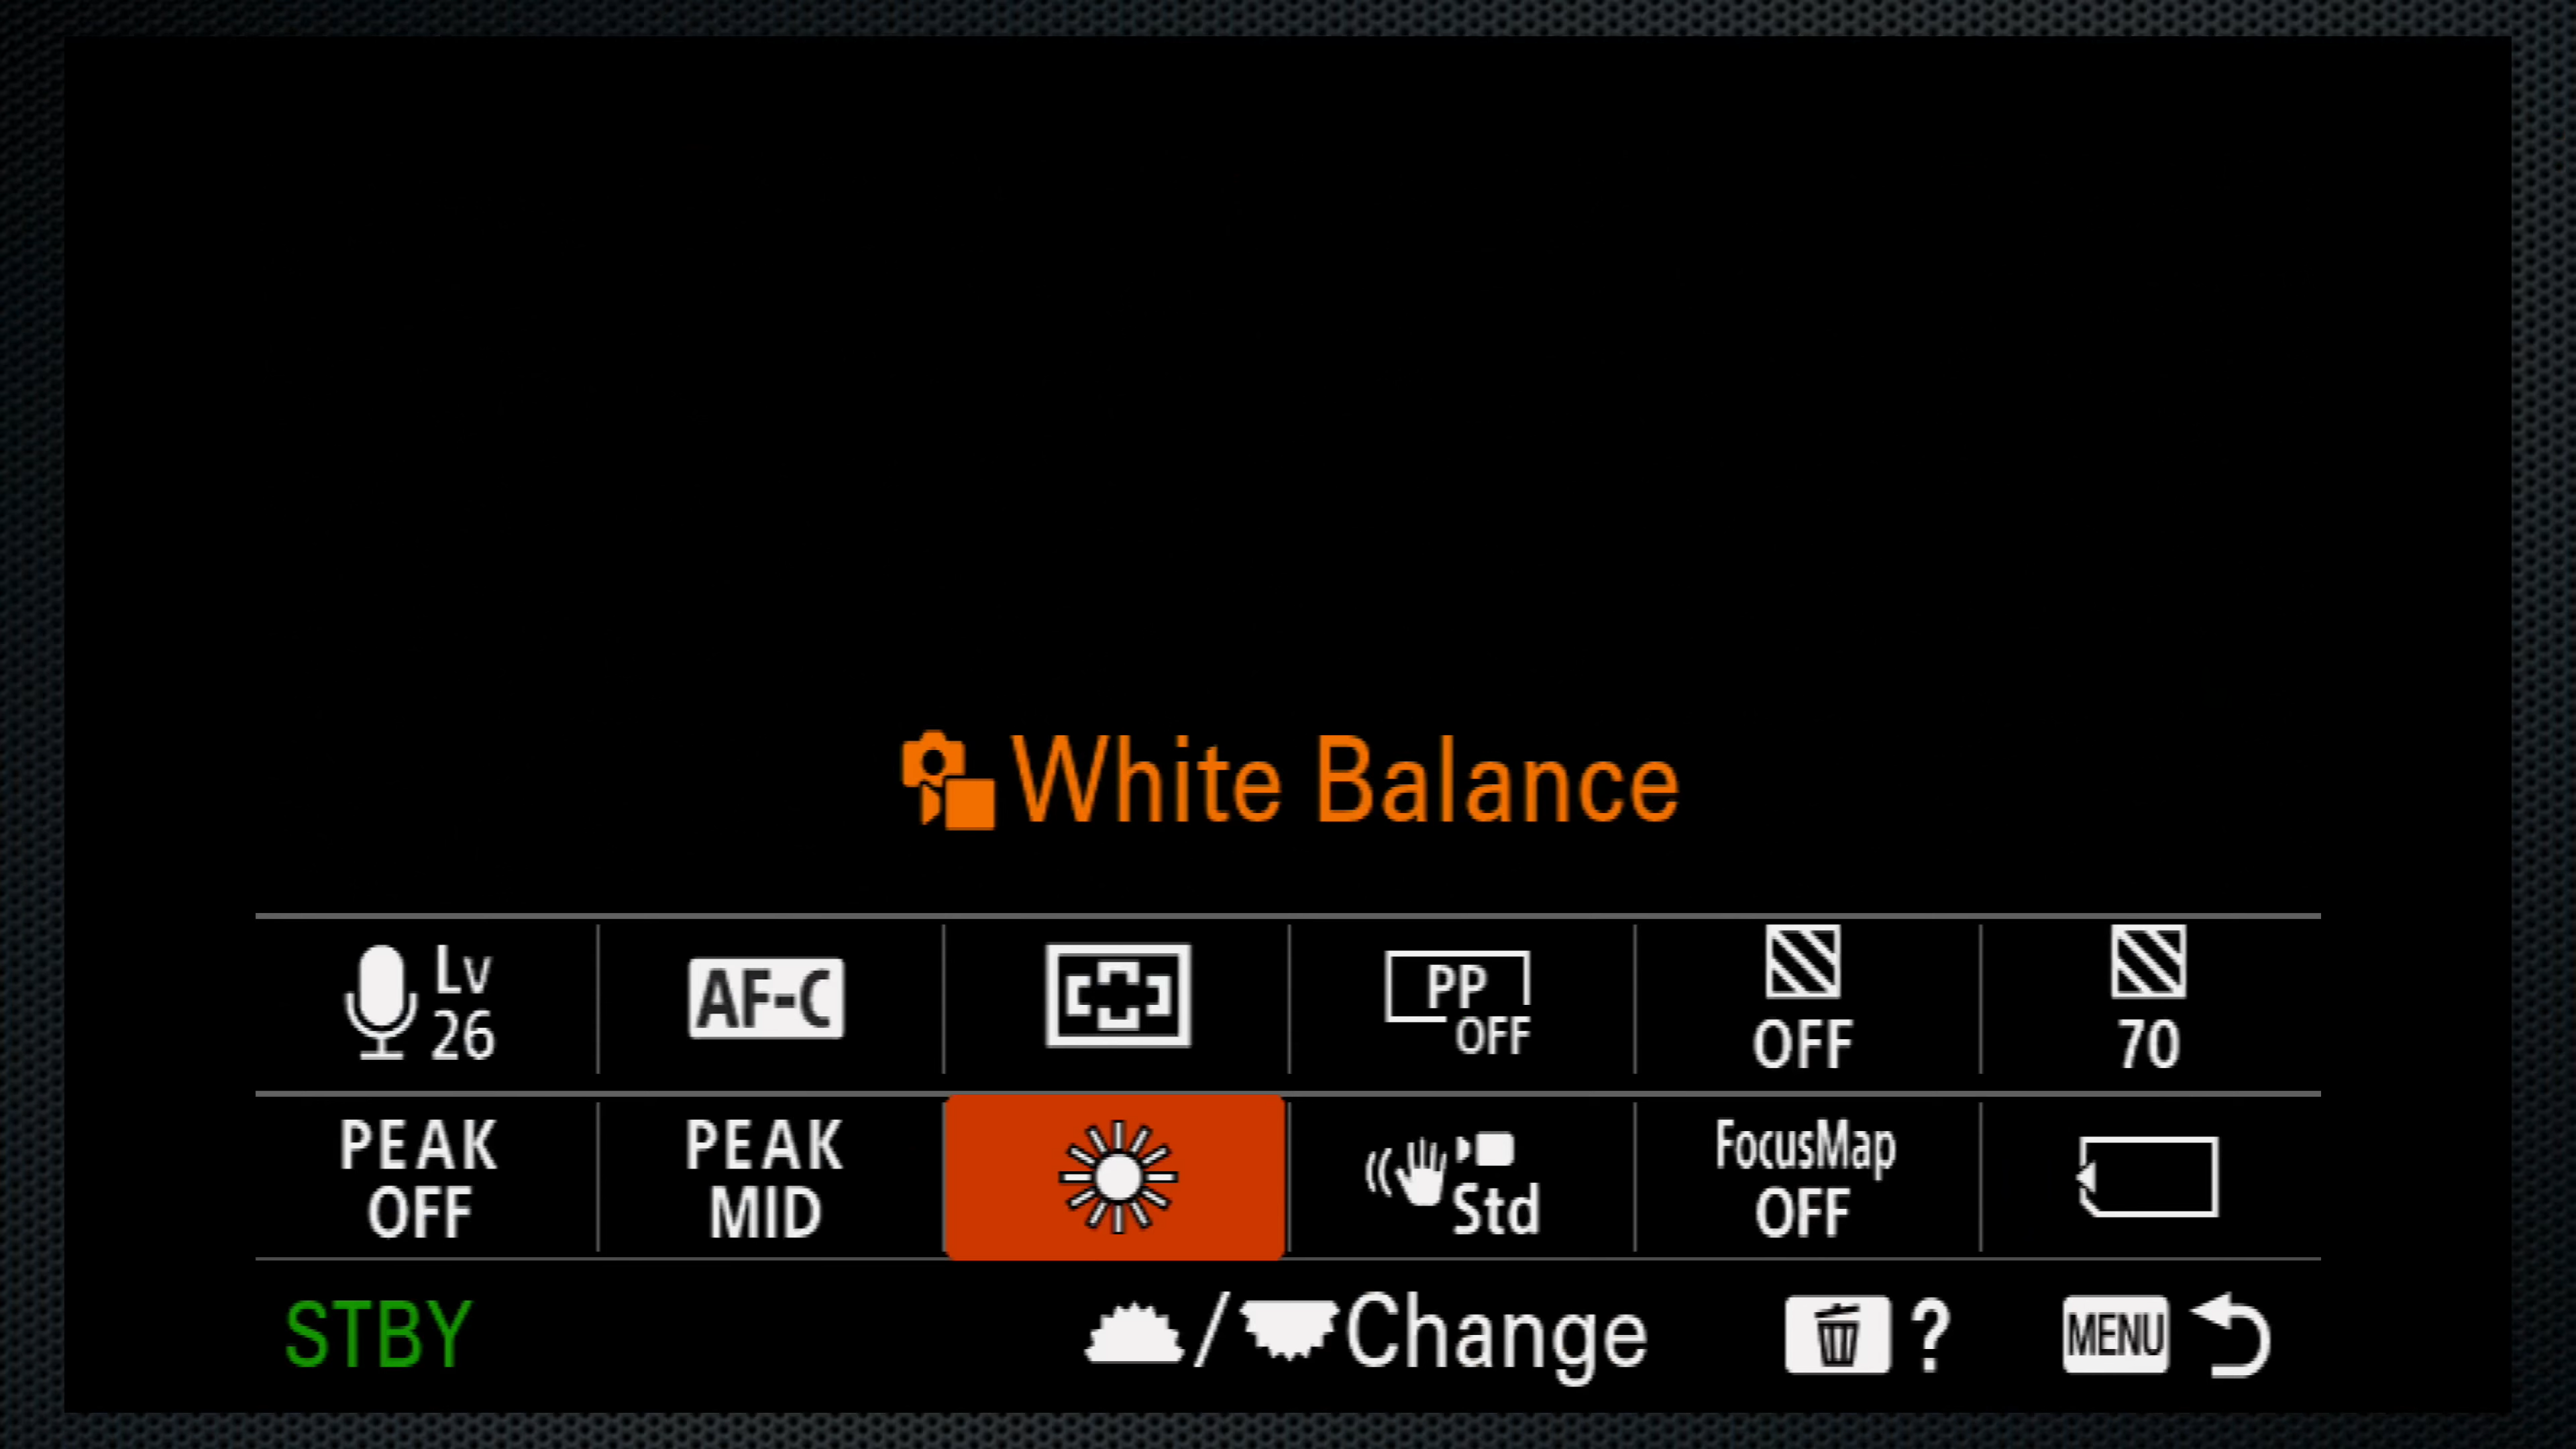 White Balance
Lv 26
AF-C
PP OFF
OFF
70
PEAK OFF
PEAK MID
Std
FocusMap OFF
STBY
/ Change
?
MENU